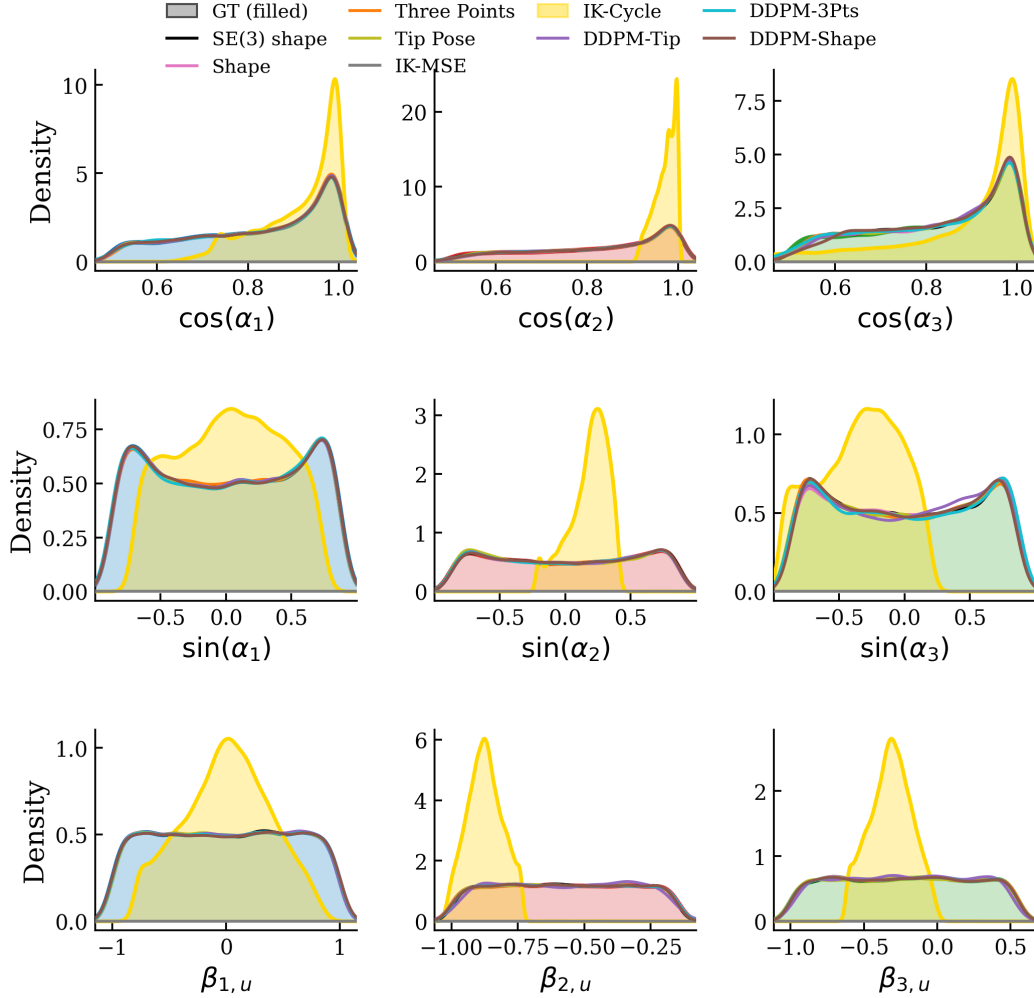 GT (filled) Three Points IK-Cycle DDPM-3Pts
SE(3) shape Tip Pose DDPM-Tip DDPM-Shape
Shape IK-MSE
10
5
0
Density
0.6 0.8 1.0
cos(α1)
20
10
0
0.6 0.8 1.0
cos(α2)
7.5
5.0
2.5
0.0
0.6 0.8 1.0
cos(α3)
0.75
0.50
0.25
0.00
Density
−0.5 0.0 0.5
sin(α1)
3
2
1
0
−0.5 0.0 0.5
sin(α2)
1.0
0.5
0.0
−0.5 0.0 0.5
sin(α3)
1.0
0.5
0.0
Density
−1 0 1
β1, u
6
4
2
0
−1.00 −0.75 −0.50 −0.25
β2, u
2
1
0
−1.0 −0.5 0.0 0.5
β3, u